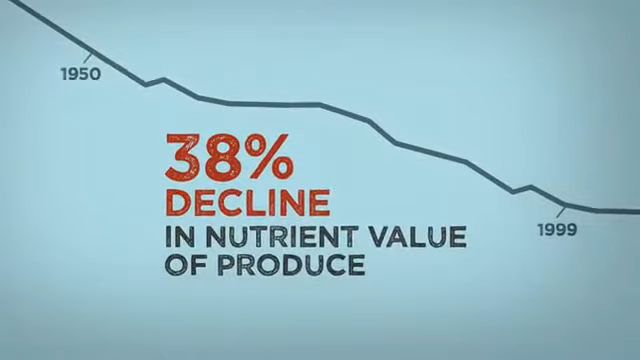 1950
38%
DECLINE
IN NUTRIENT VALUE
OF PRODUCE
1999